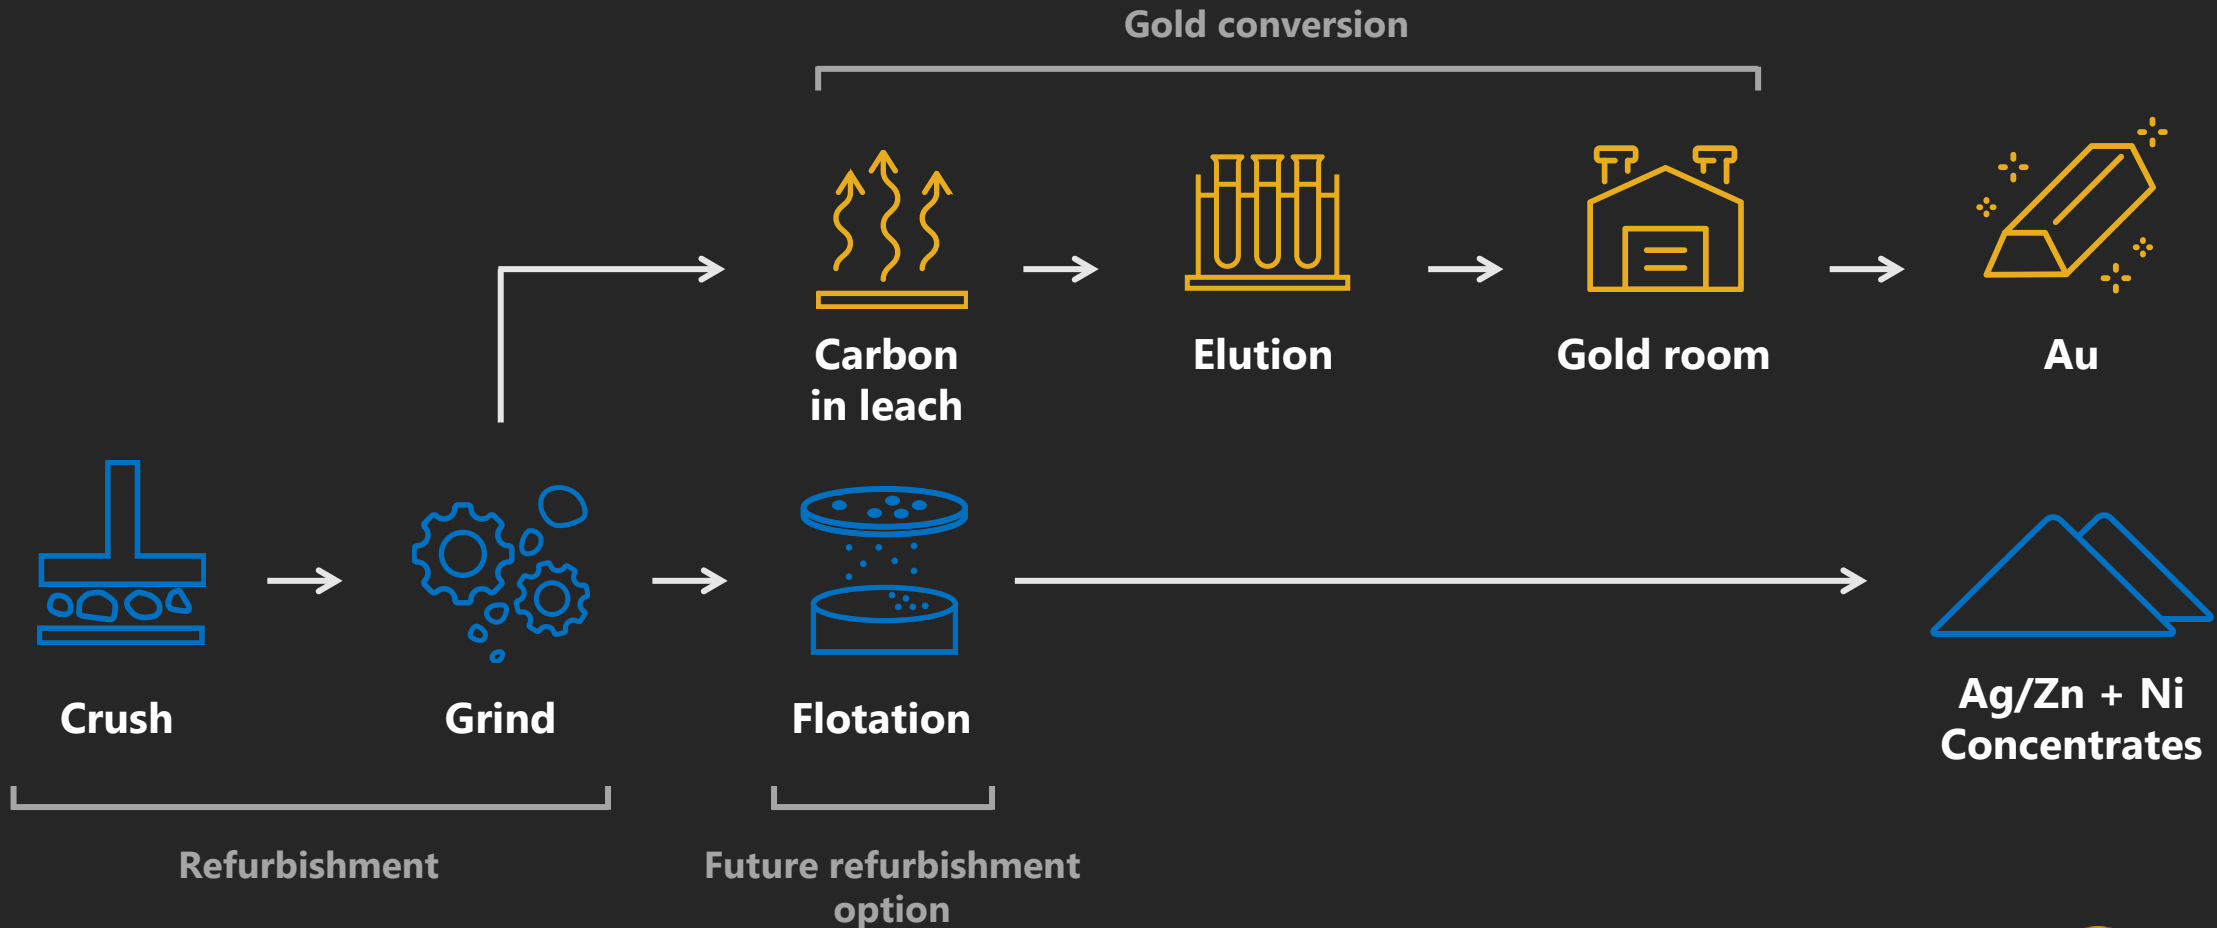 Gold conversion
Carbon
in leach
Elution
Gold room
Au
Crush
Grind
Flotation
Ag/Zn + Ni
Concentrates
Refurbishment
Future refurbishment
option